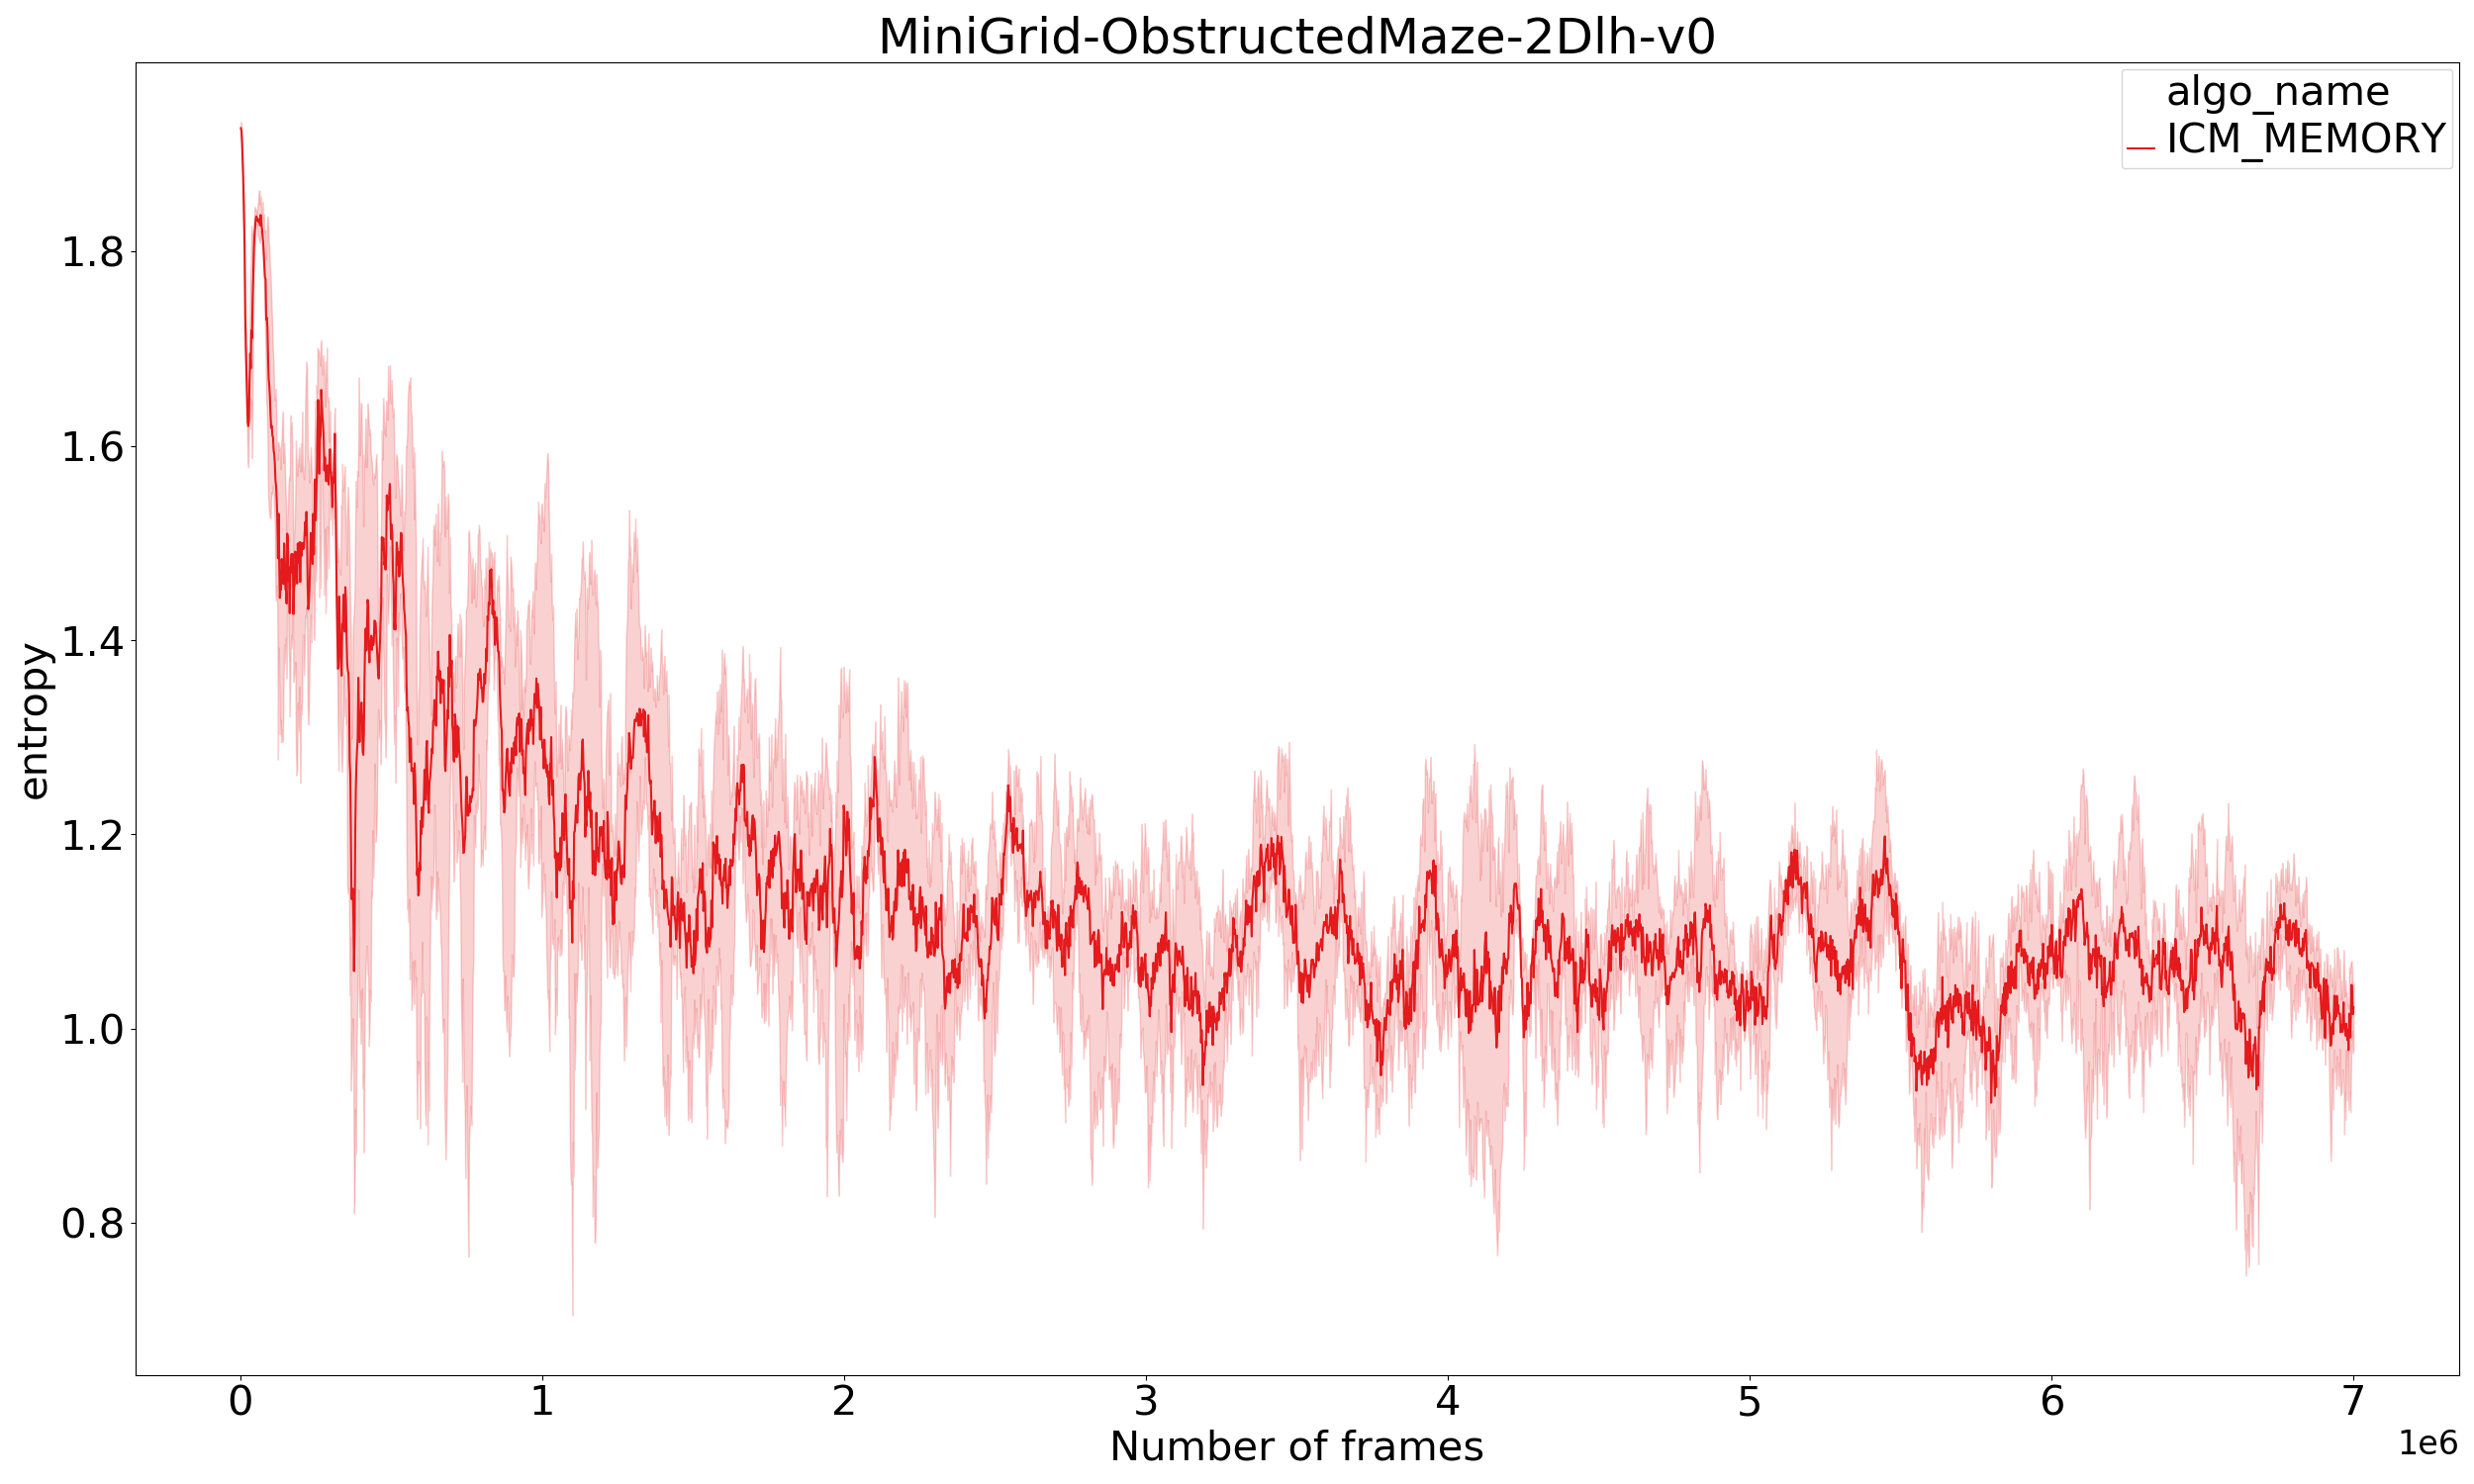 MiniGrid-ObstructedMaze-2Dlh-v0
algo_name
ICM_MEMORY
entropy
1.8
1.6
1.4
1.2
1.0
0.8
0 1 2 3 4 5 6 7
1e6
Number of frames